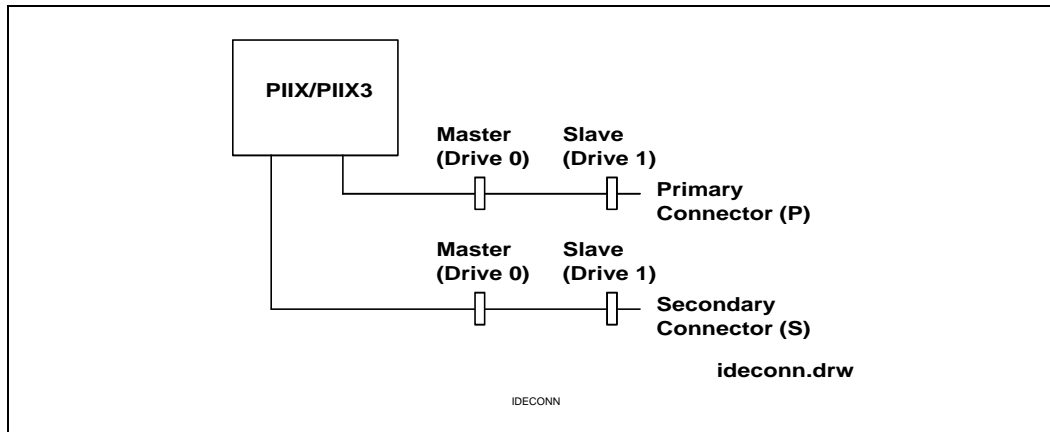 PIIX/PIIX3
Master
(Drive 0)
Slave
(Drive 1)
Primary
Connector (P)
Master
(Drive 0)
Slave
(Drive 1)
Secondary
Connector (S)
ideconn.drw
IDECONN